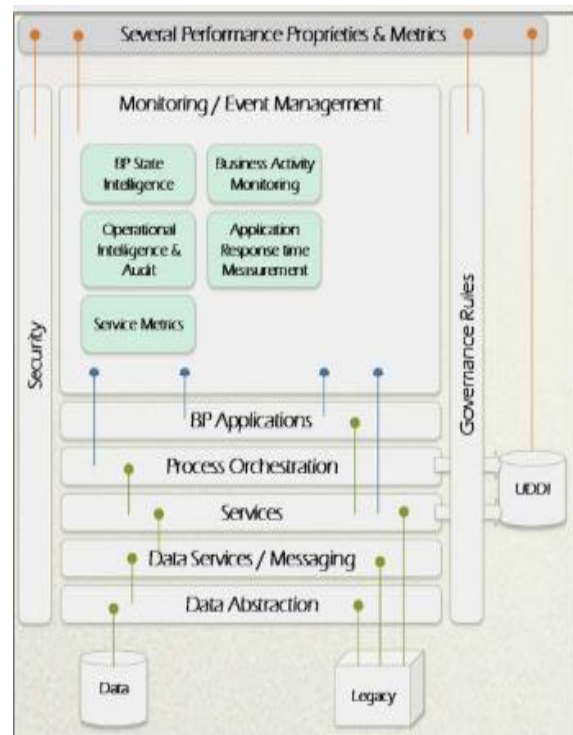 Several Performance Proprieties & Metrics
Monitoring / Event Management
BP State
Intelligence
Business Activity
Monitoring
Operational
Intelligence &
Audit
Application
Response time
Measurement
Service Metrics
Security
Governance Rules
BP Applications
Process Orchestration
UDDI
Services
Data Services / Messaging
Data Abstraction
Data
Legacy